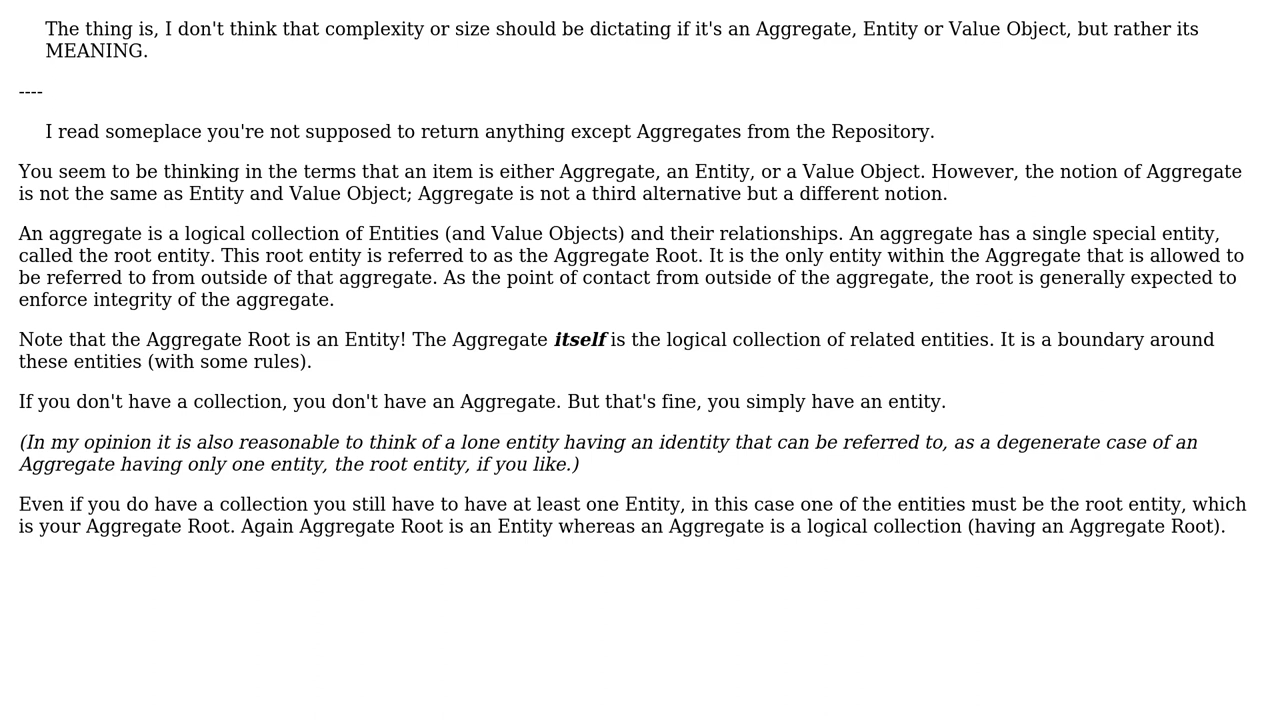 The thing is, I don't think that complexity or size should be dictating if it's an Aggregate, Entity or Value Object, but rather its
MEANING.
----
I read someplace you're not supposed to return anything except Aggregates from the Repository.
You seem to be thinking in the terms that an item is either Aggregate, an Entity, or a Value Object. However, the notion of Aggregate
is not the same as Entity and Value Object; Aggregate is not a third alternative but a different notion.
An aggregate is a logical collection of Entities (and Value Objects) and their relationships. An aggregate has a single special entity,
called the root entity. This root entity is referred to as the Aggregate Root. It is the only entity within the Aggregate that is allowed to
be referred to from outside of that aggregate. As the point of contact from outside of the aggregate, the root is generally expected to
enforce integrity of the aggregate.
Note that the Aggregate Root is an Entity! The Aggregate itself is the logical collection of related entities. It is a boundary around
these entities (with some rules).
If you don't have a collection, you don't have an Aggregate. But that's fine, you simply have an entity.
(In my opinion it is also reasonable to think of a lone entity having an identity that can be referred to, as a degenerate case of an
Aggregate having only one entity, the root entity, if you like.)
Even if you do have a collection you still have to have at least one Entity, in this case one of the entities must be the root entity, which
is your Aggregate Root. Again Aggregate Root is an Entity whereas an Aggregate is a logical collection (having an Aggregate Root).